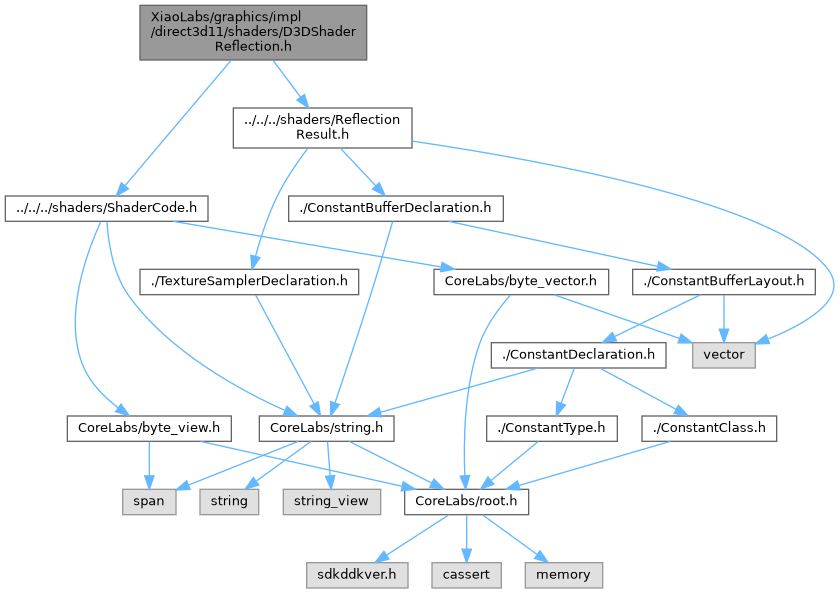 XiaoLabs/graphics/impl
/direct3d11/shaders/D3DShader
Reflection.h
../../../shaders/Reflection
Result.h
../../../shaders/ShaderCode.h
./ConstantBufferDeclaration.h
./TextureSamplerDeclaration.h
CoreLabs/byte_vector.h
./ConstantBufferLayout.h
./ConstantDeclaration.h
vector
CoreLabs/byte_view.h
CoreLabs/string.h
./ConstantType.h
./ConstantClass.h
span
string
string_view
CoreLabs/root.h
sdkddkver.h
cassert
memory